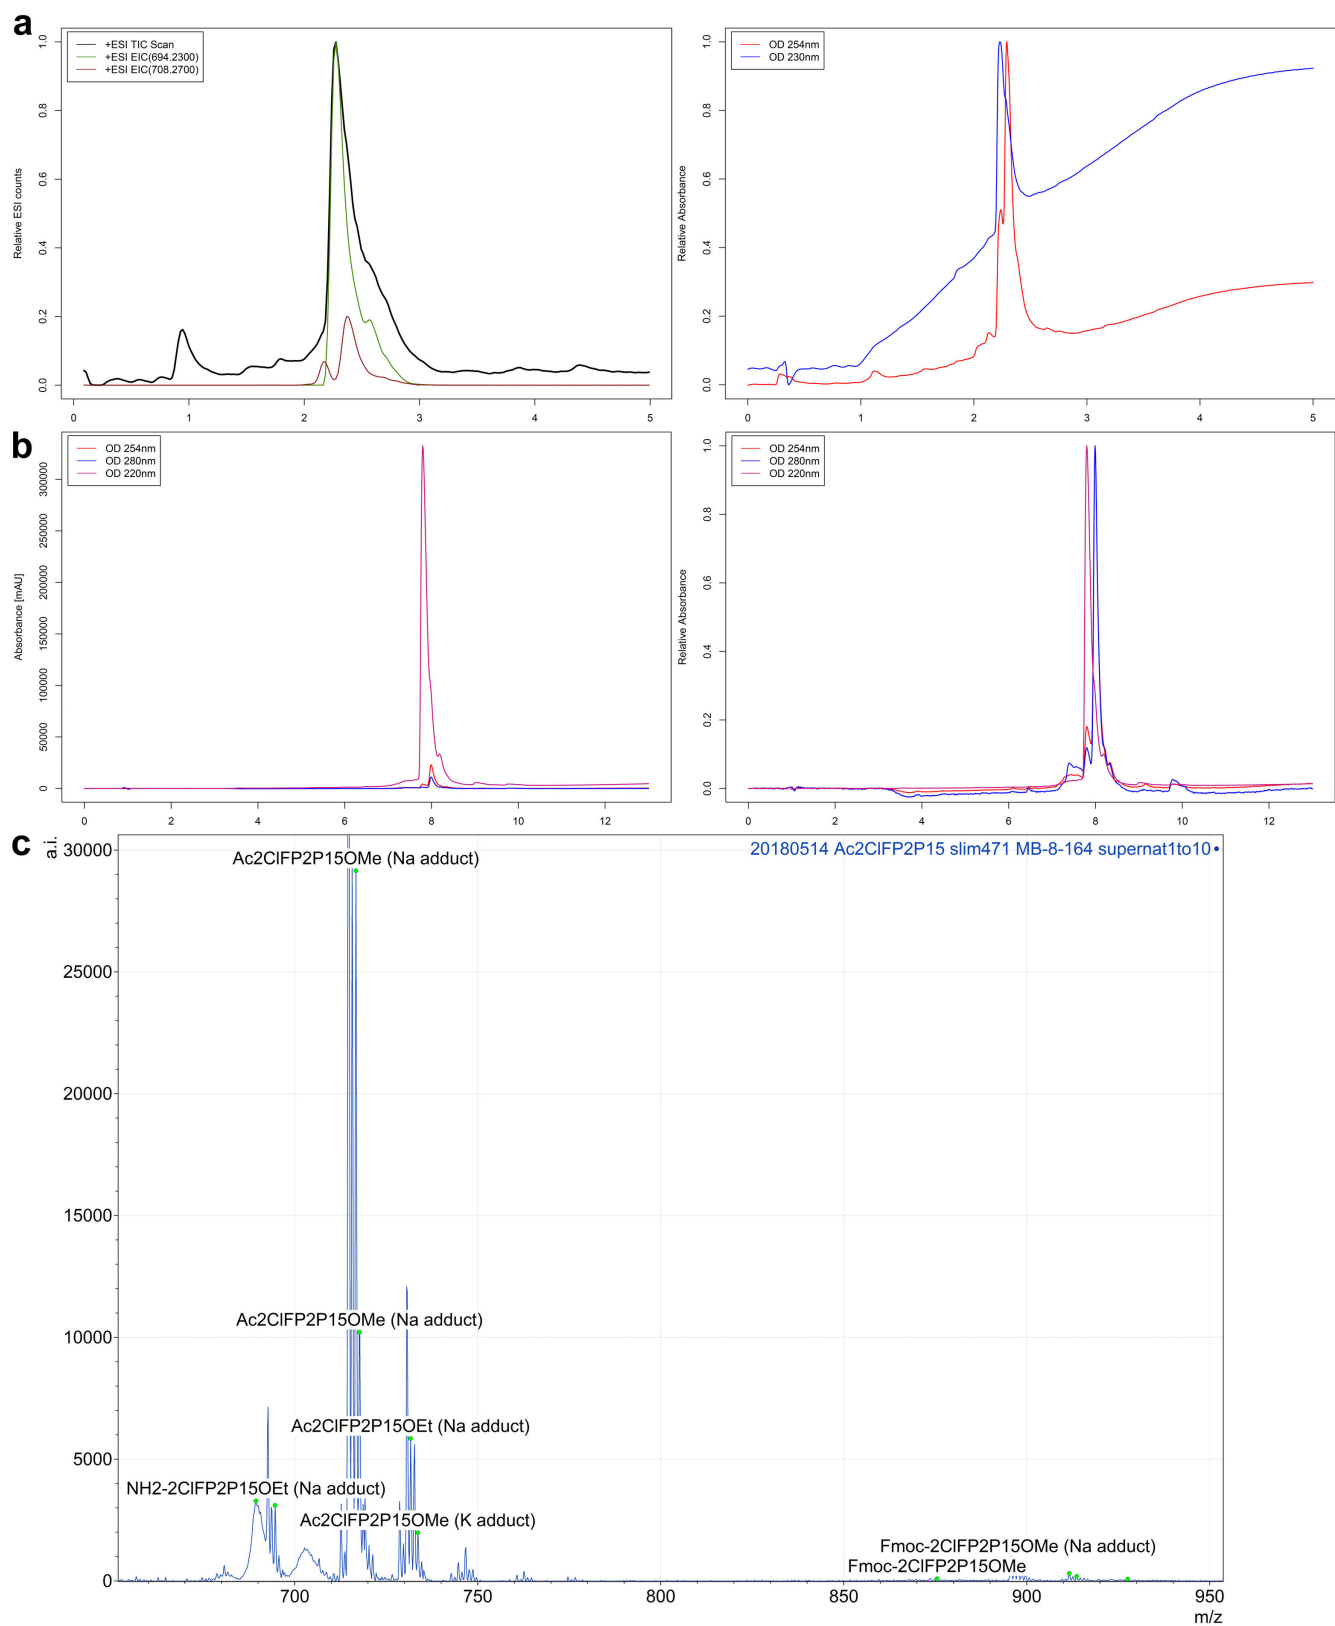 a
+ESI TIC Scan
+ESI EIC(694.2300)
+ESI EIC(708.2700)
Relative ESI counts
0.0
0.2
0.4
0.6
0.8
1.0
0 1 2 3 4 5
OD 254nm
OD 230nm
Relative Absorbance
0.0
0.2
0.4
0.6
0.8
1.0
0 1 2 3 4 5
b
OD 254nm
OD 280nm
OD 220nm
Absorbance [mAU]
0
50000
100000
150000
200000
250000
300000
0 2 4 6 8 10 12
OD 254nm
OD 280nm
OD 220nm
Relative Absorbance
0.0
0.2
0.4
0.6
0.8
1.0
0 2 4 6 8 10 12
c
a.i.
20180514 Ac2ClFP2P15 slim471 MB-8-164 supernat1to10
30000
25000
20000
15000
10000
5000
0
Ac2ClFP2P15OMe (Na adduct)
Ac2ClFP2P15OMe (Na adduct)
Ac2ClFP2P15OEt (Na adduct)
NH2-2ClFP2P15OEt (Na adduct)
Ac2ClFP2P15OMe (K adduct)
Fmoc-2ClFP2P15OMe (Na adduct)
Fmoc-2ClFP2P15OMe
700 750 800 850 900 950
m/z